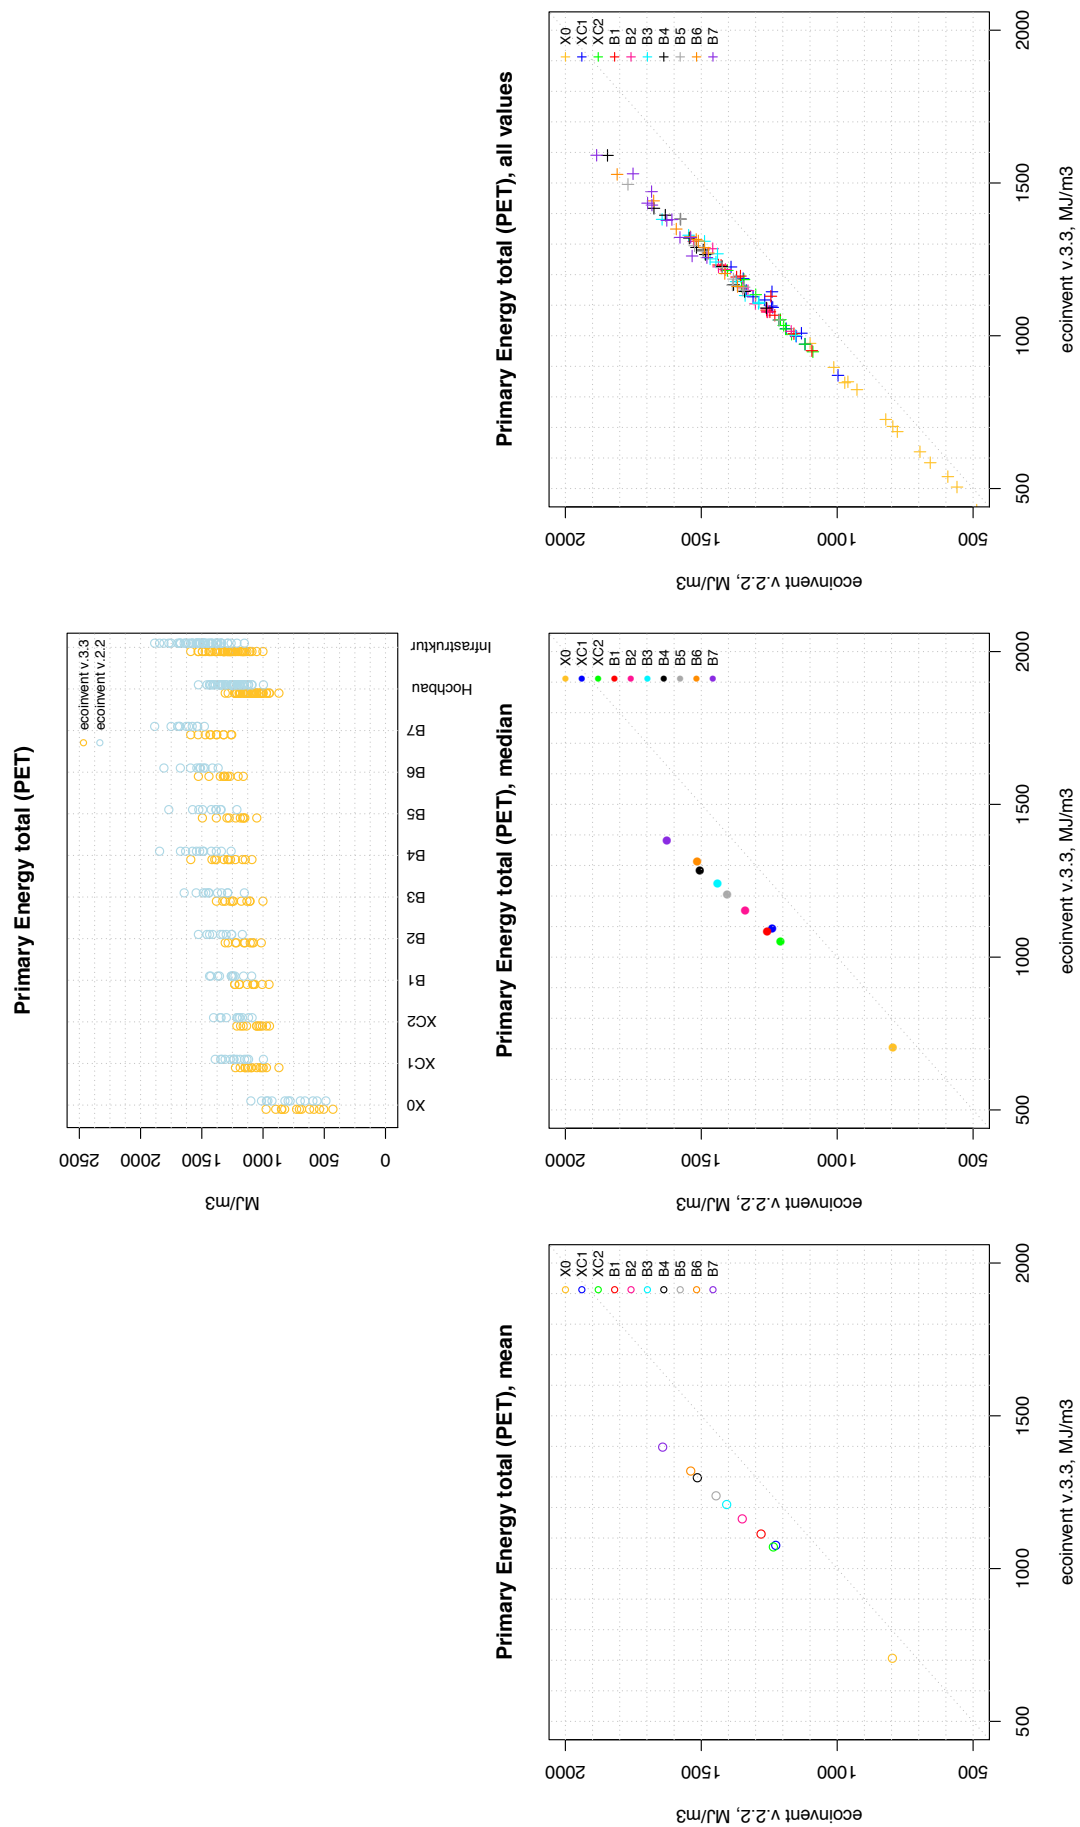 Primary Energy total (PET)
ecoinvent v.3.3
ecoinvent v.2.2
MJ/m3
0
500
1000
1500
2000
2500
X0
XC1
XC2
B1
B2
B3
B4
B5
B6
B7
Hochbau
Infrastruktur
Primary Energy total (PET), mean
ecoinvent v.2.2, MJ/m3
500
1000
1500
2000
500
1000
1500
2000
ecoinvent v.3.3, MJ/m3
X0
XC1
XC2
B1
B2
B3
B4
B5
B6
B7
Primary Energy total (PET), median
ecoinvent v.2.2, MJ/m3
500
1000
1500
2000
500
1000
1500
2000
ecoinvent v.3.3, MJ/m3
X0
XC1
XC2
B1
B2
B3
B4
B5
B6
B7
Primary Energy total (PET), all values
ecoinvent v.2.2, MJ/m3
500
1000
1500
2000
500
1000
1500
2000
ecoinvent v.3.3, MJ/m3
X0
XC1
XC2
B1
B2
B3
B4
B5
B6
B7